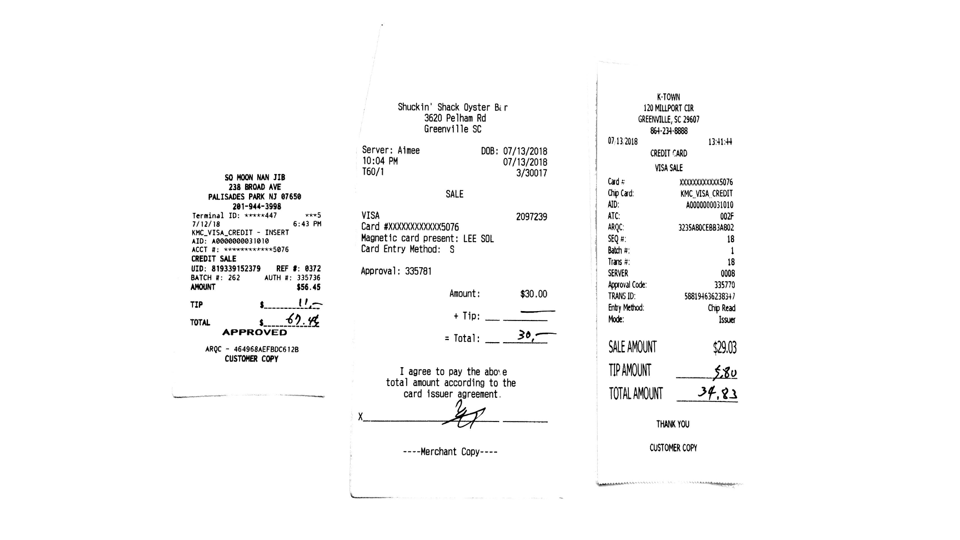 SO MOON NAN JIB
238 BROAD AVE
PALISADES PARK NJ 07650
201-944-3998
Terminal ID: *****447 ***5
7/12/18 6:43 PM
KMC_VISA_CREDIT - INSERT
AID: A0000000031010
ACCT #: ************5076
CREDIT SALE
UID: 819339152379 REF #: 0372
BATCH #: 262 AUTH #: 335736
AMOUNT $56.45
TIP $ 11,—
TOTAL $ 67.45
APPROVED
ARQC - 464968AEFBDC612B
CUSTOMER COPY
Shuckin' Shack Oyster Bar
3620 Pelham Rd
Greenville SC
Server: Aimee DOB: 07/13/2018
10:04 PM 07/13/2018
T60/1 3/30017
SALE
VISA 2097239
Card #XXXXXXXXXXXX5076
Magnetic card present: LEE SOL
Card Entry Method: S
Approval: 335781
Amount: $30.00
+ Tip: —
= Total: 30,—
I agree to pay the above
total amount according to the
card issuer agreement.
X
----Merchant Copy----
K-TOWN
120 MILLPORT CIR
GREENVILLE, SC 29607
864-234-8888
07-13-2018 13:41:44
CREDIT CARD
VISA SALE
Card #: XXXXXXXXXXXX5076
Chip Card: KMC_VISA_CREDIT
AID: A0000000031010
ATC: 002F
ARQC: 3235AB0CEBB3AB02
SEQ #: 18
Batch #: 1
Trans #: 18
SERVER 0008
Approval Code: 335770
TRANS ID: 588194636238347
Entry Method: Chip Read
Mode: Issuer
SALE AMOUNT $29.03
TIP AMOUNT 5.80
TOTAL AMOUNT 34.83
THANK YOU
CUSTOMER COPY